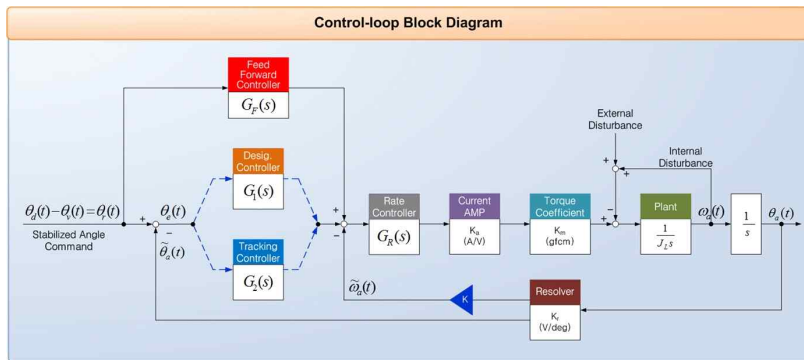 Control-loop Block Diagram
Feed
Forward
Controller
G_F(s)
External
Disturbance
Desig.
Controller
G_1(s)
Internal
Disturbance
θ_d(t)−θ_v(t)=θ_r(t)
Stabilized Angle
Command
θ_e(t)
θ̃_a(t)
Rate
Controller
G_R(s)
Current
AMP
K_a
(A/V)
Torque
Coefficient
K_m
(gfcm)
Plant
1
J_L s
ω_a(t)
1
s
θ_a(t)
Tracking
Controller
G_2(s)
ω̃_a(t)
K
Resolver
K_r
(V/deg)
+
−
+
−
−
+
+
−
+